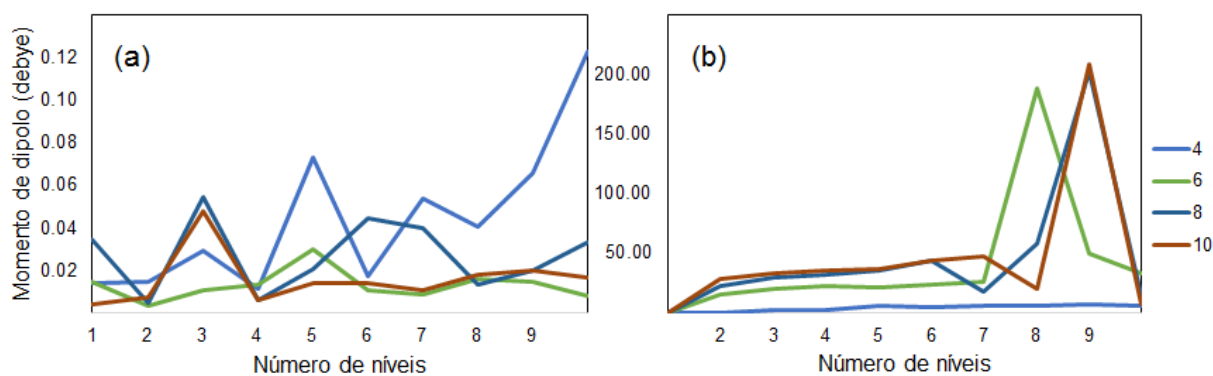 (a)
Momento de dipolo (debye)
0.12
0.10
0.08
0.06
0.04
0.02
1 2 3 4 5 6 7 8 9
Número de níveis
(b)
200.00
150.00
100.00
50.00
2 3 4 5 6 7 8 9
Número de níveis
4
6
8
10